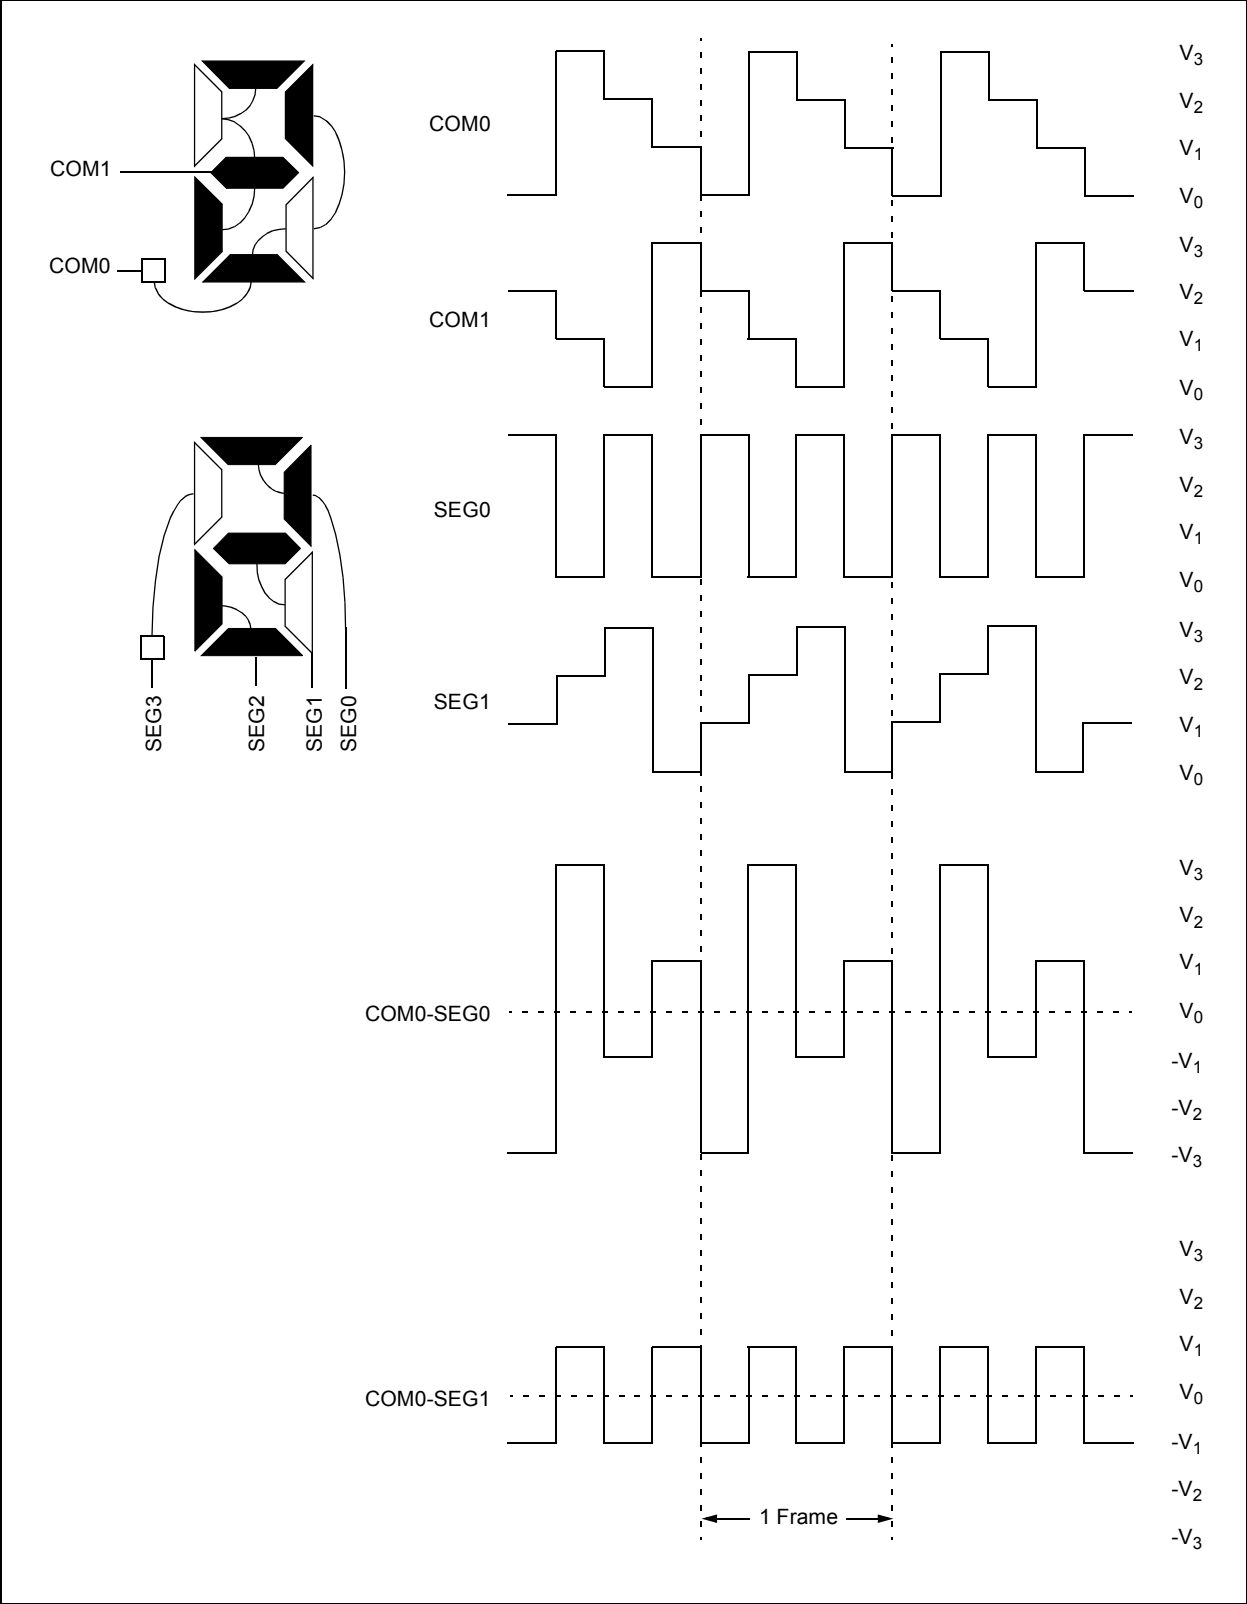 COM1
COM0
SEG3
SEG2
SEG1
SEG0
COM0
V3
V2
V1
V0
COM1
V3
V2
V1
V0
SEG0
V3
V2
V1
V0
SEG1
V3
V2
V1
V0
COM0-SEG0
V3
V2
V1
V0
-V1
-V2
-V3
COM0-SEG1
V3
V2
V1
V0
-V1
-V2
-V3
1 Frame